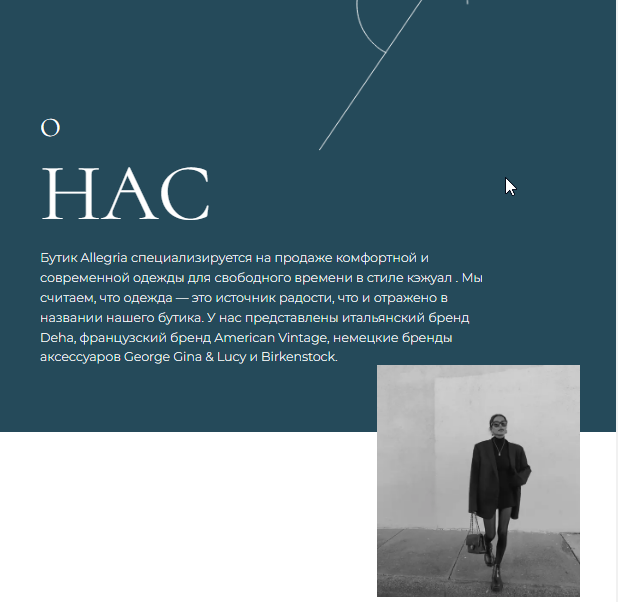 О
НАС
Бутик Allegria специализируется на продаже комфортной и
современной одежды для свободного времени в стиле кэжуал . Мы
считаем, что одежда — это источник радости, что и отражено в
названии нашего бутика. У нас представлены итальянский бренд
Deha, французский бренд American Vintage, немецкие бренды
аксессуаров George Gina & Lucy и Birkenstock.